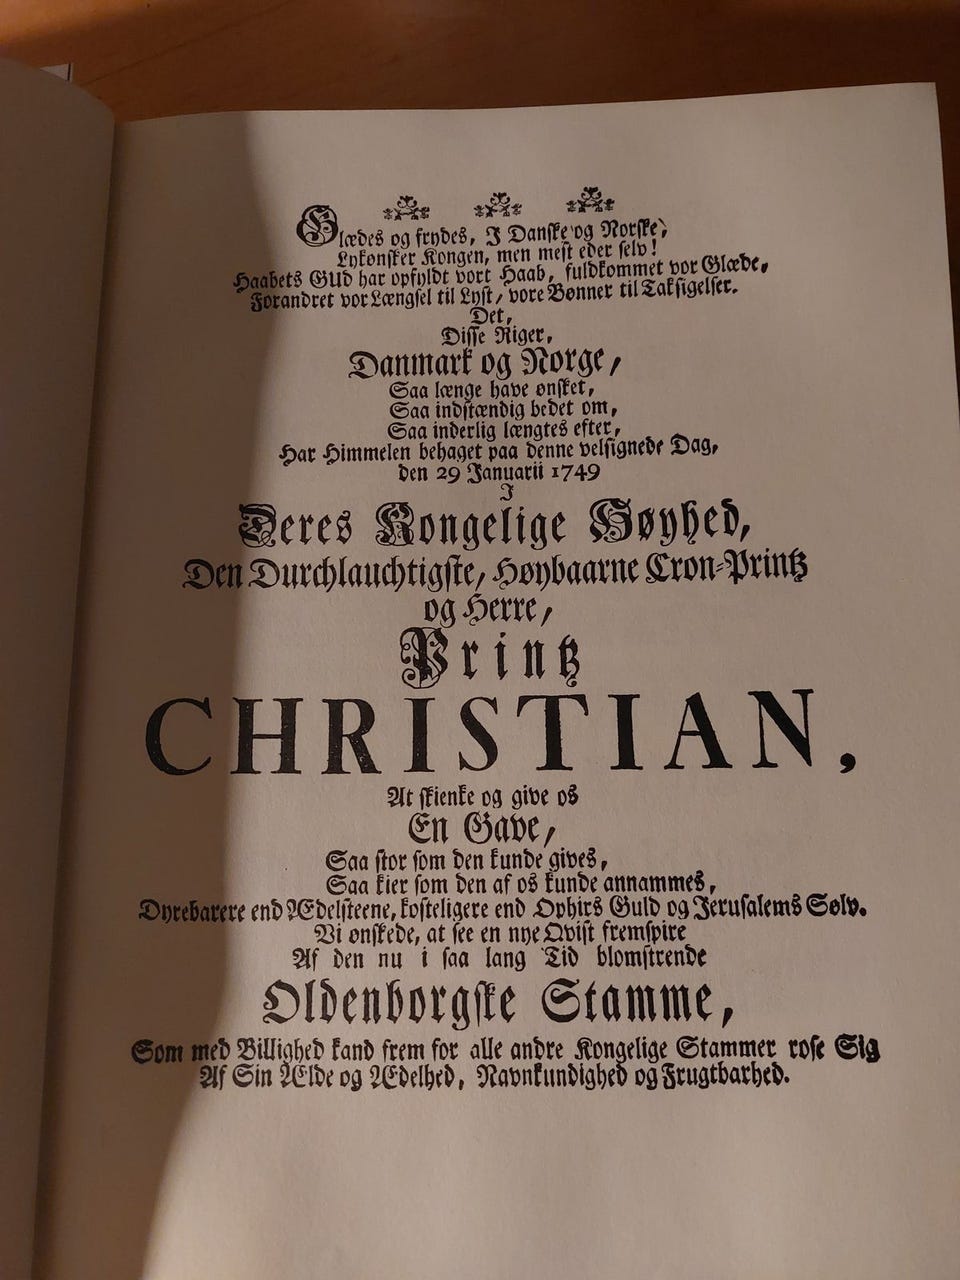 Glædes og frydes, I Danske og Norske,
Lykønsker Kongen, men mest eder selv!
Haabets GUD har opfyldt vort Haab, fuldkommet vor Glæde,
Forandret vor Længsel til Lyst, vore Bønner til Taksigelser.
Det,
Disse Riger,
Danmark og Norge,
Saa længe have ønsket,
Saa indstændig bedet om,
Saa inderlig længtes efter,
Har Himmelen behaget paa denne velsignede Dag,
den 29 Januarii 1749
I
Deres Kongelige Høyhed,
Den Durchlauchtigste, Høybaarne Cron-Printz
og Herre,
Printz
CHRISTIAN,
At skienke og give os
En Gave,
Saa stor som den kunde gives,
Saa kier som den af os kunde annammes,
Dyrebarere end Ædelsteene, kosteligere end Ophirs Guld og Jerusalems Sølv.
Vi ønskede, at see en nye Qvist fremspire
Af den nu i saa lang Tid blomstrende
Oldenborgske Stamme,
Som med Billighed kand frem for alle andre Kongelige Stammer rose Sig
Af Sin Ælde og Ædelhed, Navnkundighed og Frugtbarhed.